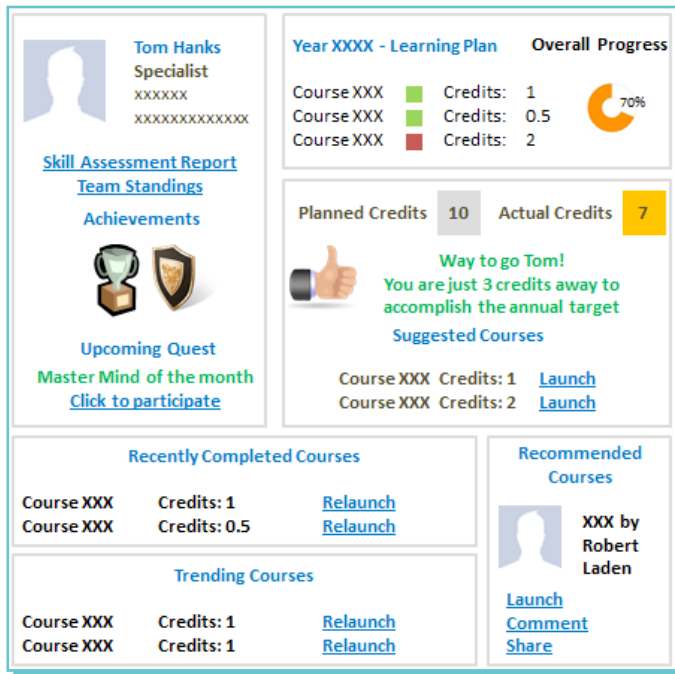 Tom Hanks
Specialist
xxxxxx
xxxxxxxxxxxxx
Skill Assessment Report
Team Standings
Achievements
Upcoming Quest
Master Mind of the month
Click to participate
Year XXXX - Learning Plan Overall Progress
Course XXX Credits: 1
Course XXX Credits: 0.5
Course XXX Credits: 2
70%
Planned Credits 10 Actual Credits 7
Way to go Tom!
You are just 3 credits away to
accomplish the annual target
Suggested Courses
Course XXX Credits: 1 Launch
Course XXX Credits: 2 Launch
Recently Completed Courses
Course XXX Credits: 1 Relaunch
Course XXX Credits: 0.5 Relaunch
Trending Courses
Course XXX Credits: 1 Relaunch
Course XXX Credits: 1 Relaunch
Recommended
Courses
XXX by
Robert
Laden
Launch
Comment
Share